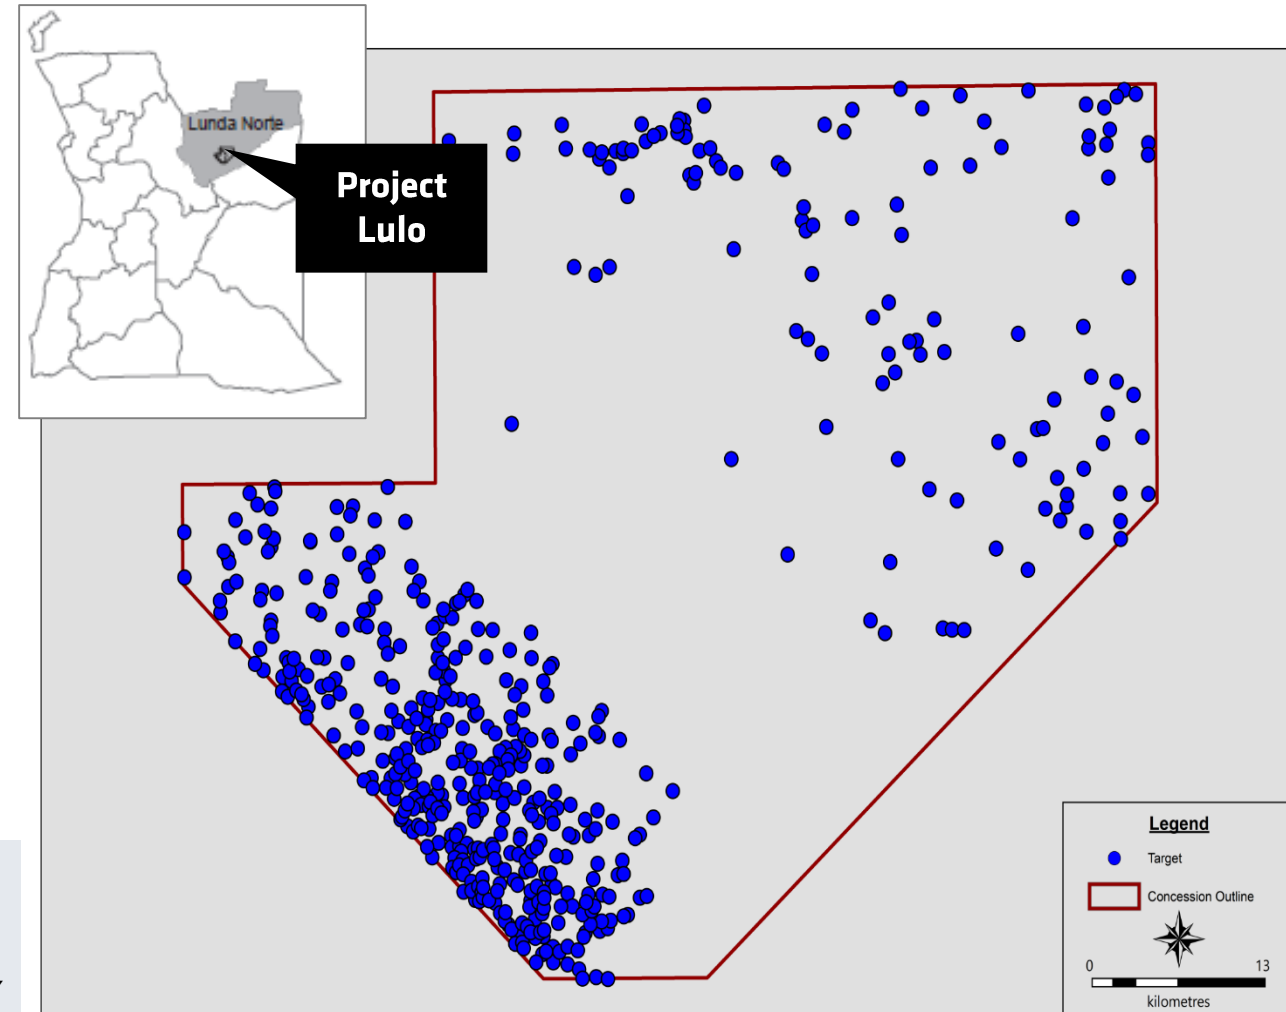 Lunda Norte
Project
Lulo
Legend
Target
Concession Outline
0 13
kilometres